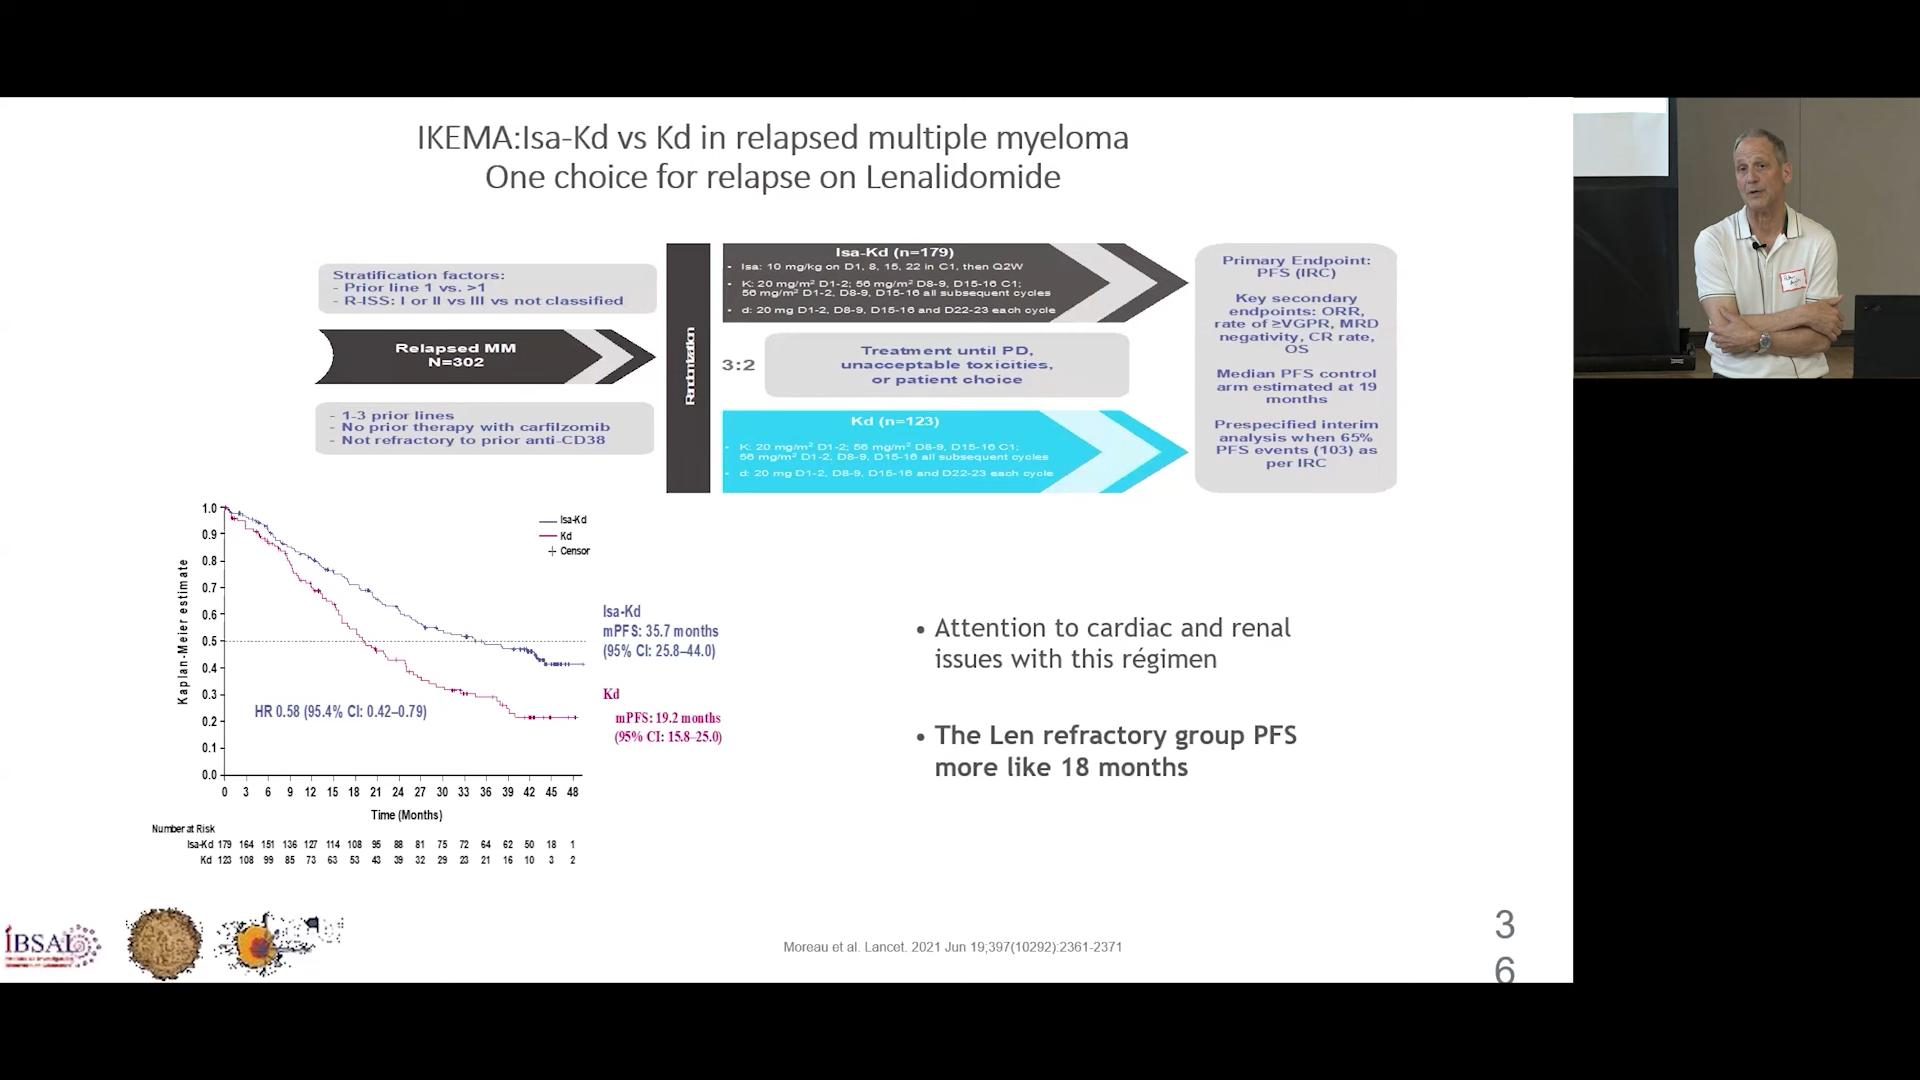 IKEMA:Isa-Kd vs Kd in relapsed multiple myeloma
One choice for relapse on Lenalidomide
Stratification factors:
- Prior line 1 vs. >1
- R-ISS: I or II vs III vs not classified
Relapsed MM
N=302
- 1-3 prior lines
- No prior therapy with carfilzomib
- Not refractory to prior anti-CD38
Randomization
Isa-Kd (n=179)
• Isa: 10 mg/kg on D1, 8, 15, 22 in C1, then Q2W
• K: 20 mg/m² D1-2; 56 mg/m² D8-9, D15-16 C1;
56 mg/m² D1-2, D8-9, D15-16 all subsequent cycles
• d: 20 mg D1-2, D8-9, D15-16 and D22-23 each cycle
3:2
Treatment until PD,
unacceptable toxicities,
or patient choice
Kd (n=123)
• K: 20 mg/m² D1-2; 56 mg/m² D8-9, D15-16 C1;
56 mg/m² D1-2, D8-9, D15-16 all subsequent cycles
• d: 20 mg D1-2, D8-9, D15-16 and D22-23 each cycle
Primary Endpoint:
PFS (IRC)
Key secondary
endpoints: ORR,
rate of ≥VGPR, MRD
negativity, CR rate,
OS
Median PFS control
arm estimated at 19
months
Prespecified interim
analysis when 65%
PFS events (103) as
per IRC
Kaplan-Meier estimate
1.0
0.9
0.8
0.7
0.6
0.5
0.4
0.3
0.2
0.1
0.0
Isa-Kd
Kd
Censor
HR 0.58 (95.4% CI: 0.42–0.79)
Isa-Kd
mPFS: 35.7 months
(95% CI: 25.8–44.0)
Kd
mPFS: 19.2 months
(95% CI: 15.8–25.0)
0 3 6 9 12 15 18 21 24 27 30 33 36 39 42 45 48
Time (Months)
Number at Risk
Isa-Kd 179 164 151 136 127 114 108 95 88 81 75 72 64 62 50 18 1
Kd 123 108 99 85 73 63 53 43 39 32 29 23 21 16 10 3 2
• Attention to cardiac and renal
issues with this régimen
• The Len refractory group PFS
more like 18 months
IBSAL
Moreau et al. Lancet. 2021 Jun 19;397(10292):2361-2371
3
6